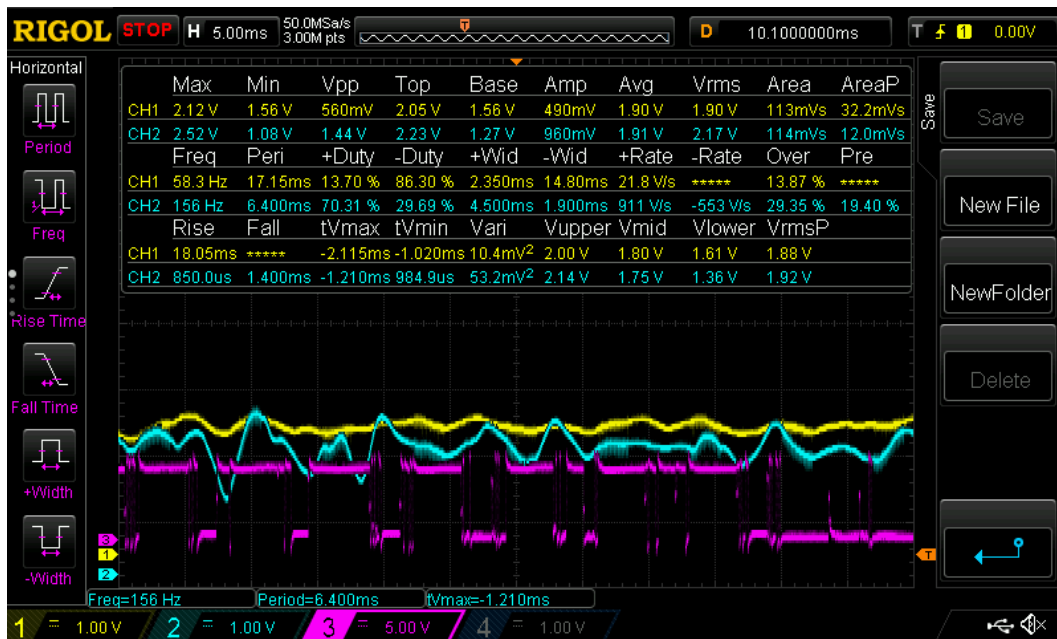 RIGOL STOP H 5.00ms 50.0MSa/s 3.00M pts D 10.1000000ms T 1 0.00V
Horizontal
Period
Freq
Rise Time
Fall Time
+Width
-Width
Max Min Vpp Top Base Amp Avg Vrms Area AreaP
CH1 2.12 V 1.56 V 560mV 2.05 V 1.56 V 490mV 1.90 V 1.90 V 113mVs 32.2mVs
CH2 2.52 V 1.08 V 1.44 V 2.23 V 1.27 V 960mV 1.91 V 2.17 V 114mVs 12.0mVs
Freq Peri +Duty -Duty +Wid -Wid +Rate -Rate Over Pre
CH1 58.3 Hz 17.15ms 13.70 % 86.30 % 2.350ms 14.80ms 21.8 V/s ***** 13.87 % *****
CH2 156 Hz 6.400ms 70.31 % 29.69 % 4.500ms 1.900ms 911 V/s -553 V/s 29.35 % 19.40 %
Rise Fall tVmax tVmin Vari Vupper Vmid Vlower VrmsP
CH1 18.05ms ***** -2.115ms -1.020ms 10.4mV² 2.00 V 1.80 V 1.61 V 1.88 V
CH2 850.0us 1.400ms -1.210ms 984.9us 53.2mV² 2.14 V 1.75 V 1.36 V 1.92 V
Save
Save
New File
NewFolder
Delete
3
1
2
T
Freq=156 Hz Period=6.400ms tVmax=-1.210ms
1 = 1.00 V 2 = 1.00 V 3 = 5.00 V 4 = 1.00 V